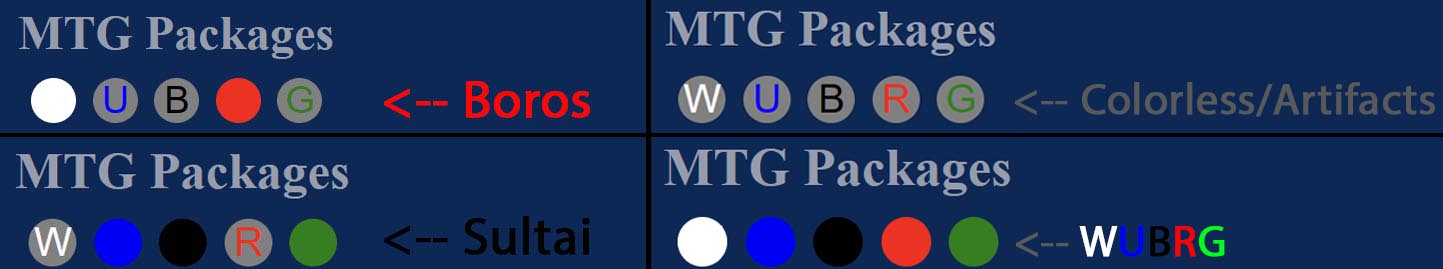 MTG Packages
U B G <-- Boros
MTG Packages
W U B R G <-- Colorless/Artifacts
MTG Packages
W R <-- Sultai
MTG Packages
<-- WUBRG